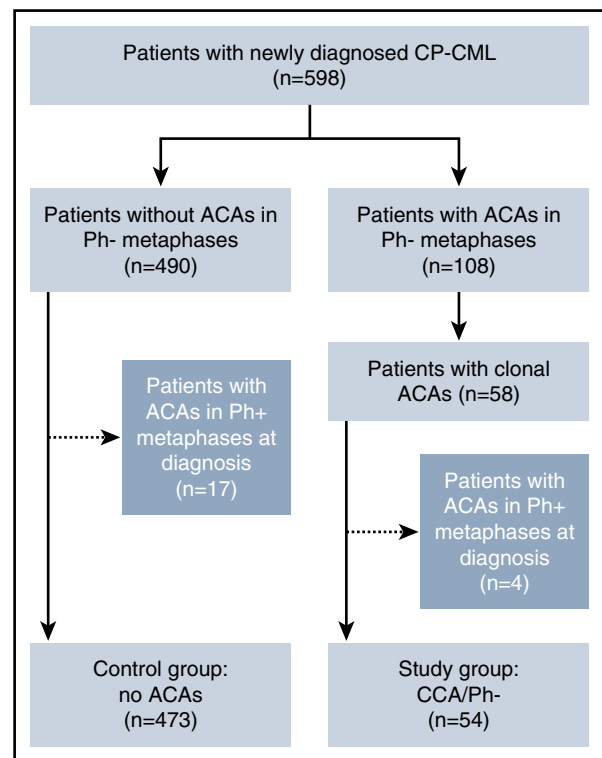 Patients with newly diagnosed CP-CML
(n=598)
Patients without ACAs in
Ph- metaphases
(n=490)
Patients with ACAs in
Ph- metaphases
(n=108)
Patients with
ACAs in Ph+
metaphases at
diagnosis
(n=17)
Patients with clonal
ACAs (n=58)
Patients with
ACAs in Ph+
metaphases at
diagnosis
(n=4)
Control group:
no ACAs
(n=473)
Study group:
CCA/Ph-
(n=54)